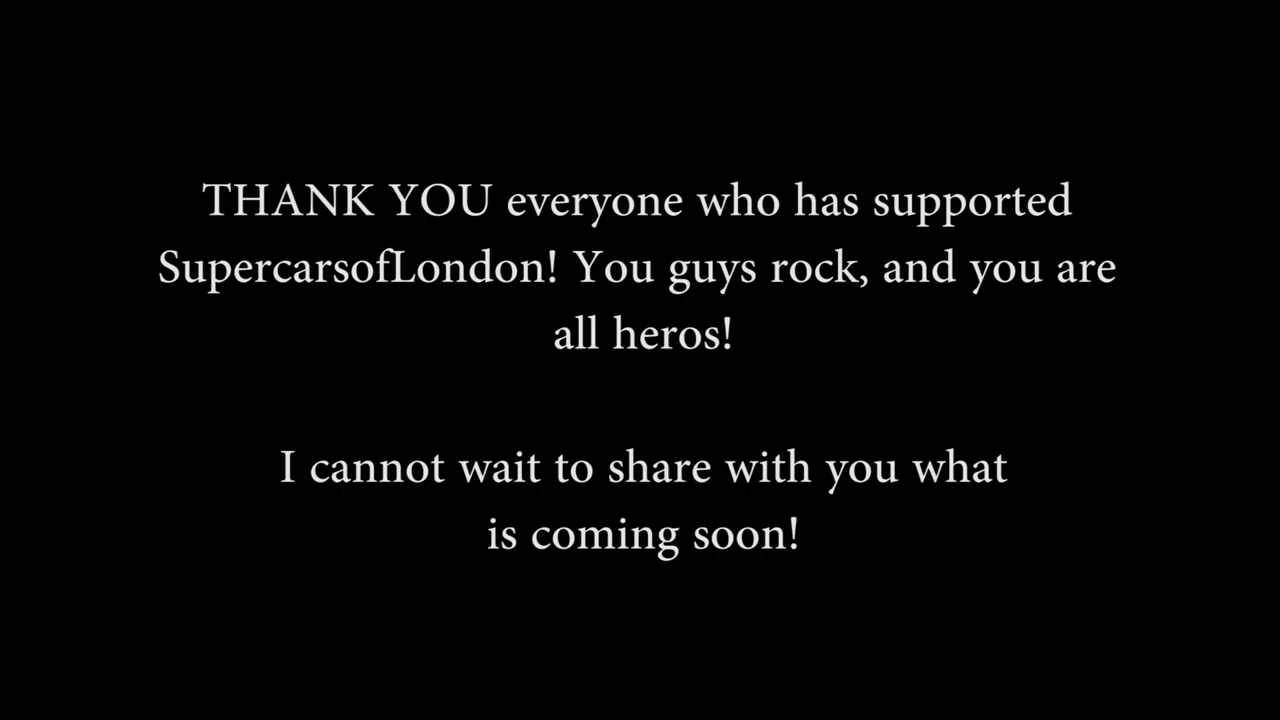 THANK YOU everyone who has supported
SupercarsofLondon! You guys rock, and you are
all heros!
I cannot wait to share with you what
is coming soon!